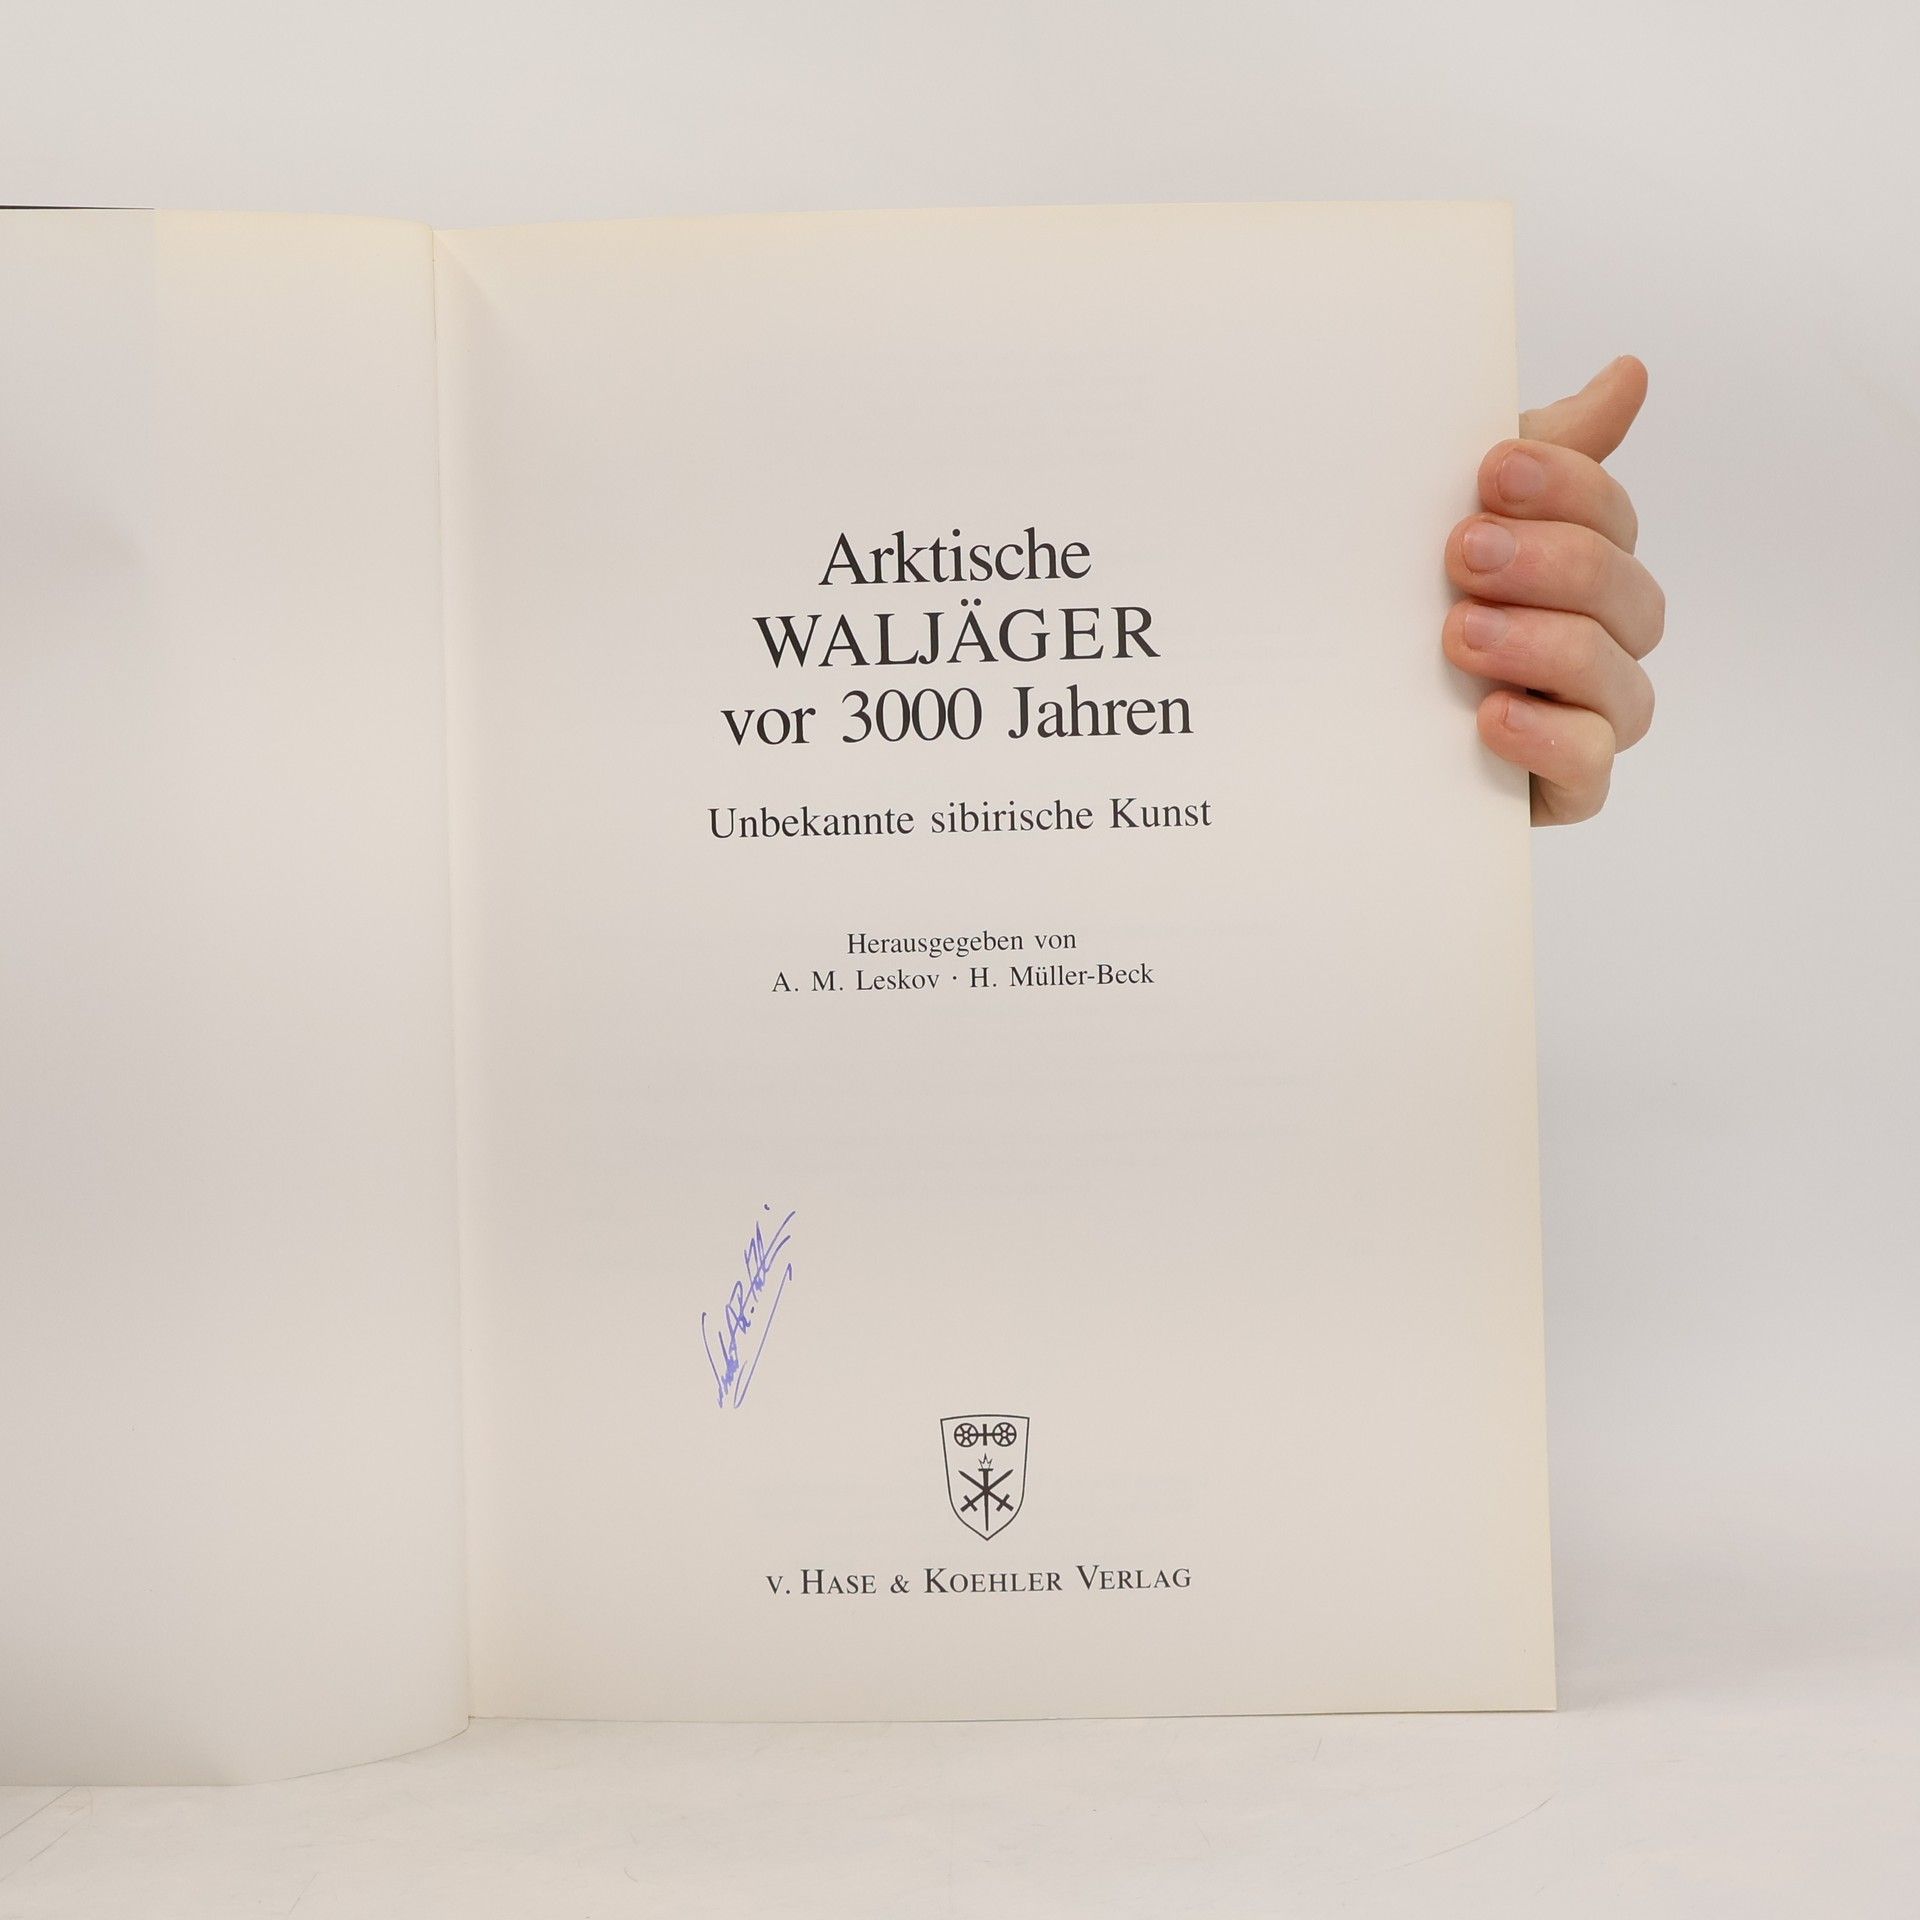 Arktische
WALJÄGER
vor 3000 Jahren
Unbekannte sibirische Kunst
Herausgegeben von
A. M. Leskov · H. Müller-Beck
v. HASE & KOEHLER VERLAG